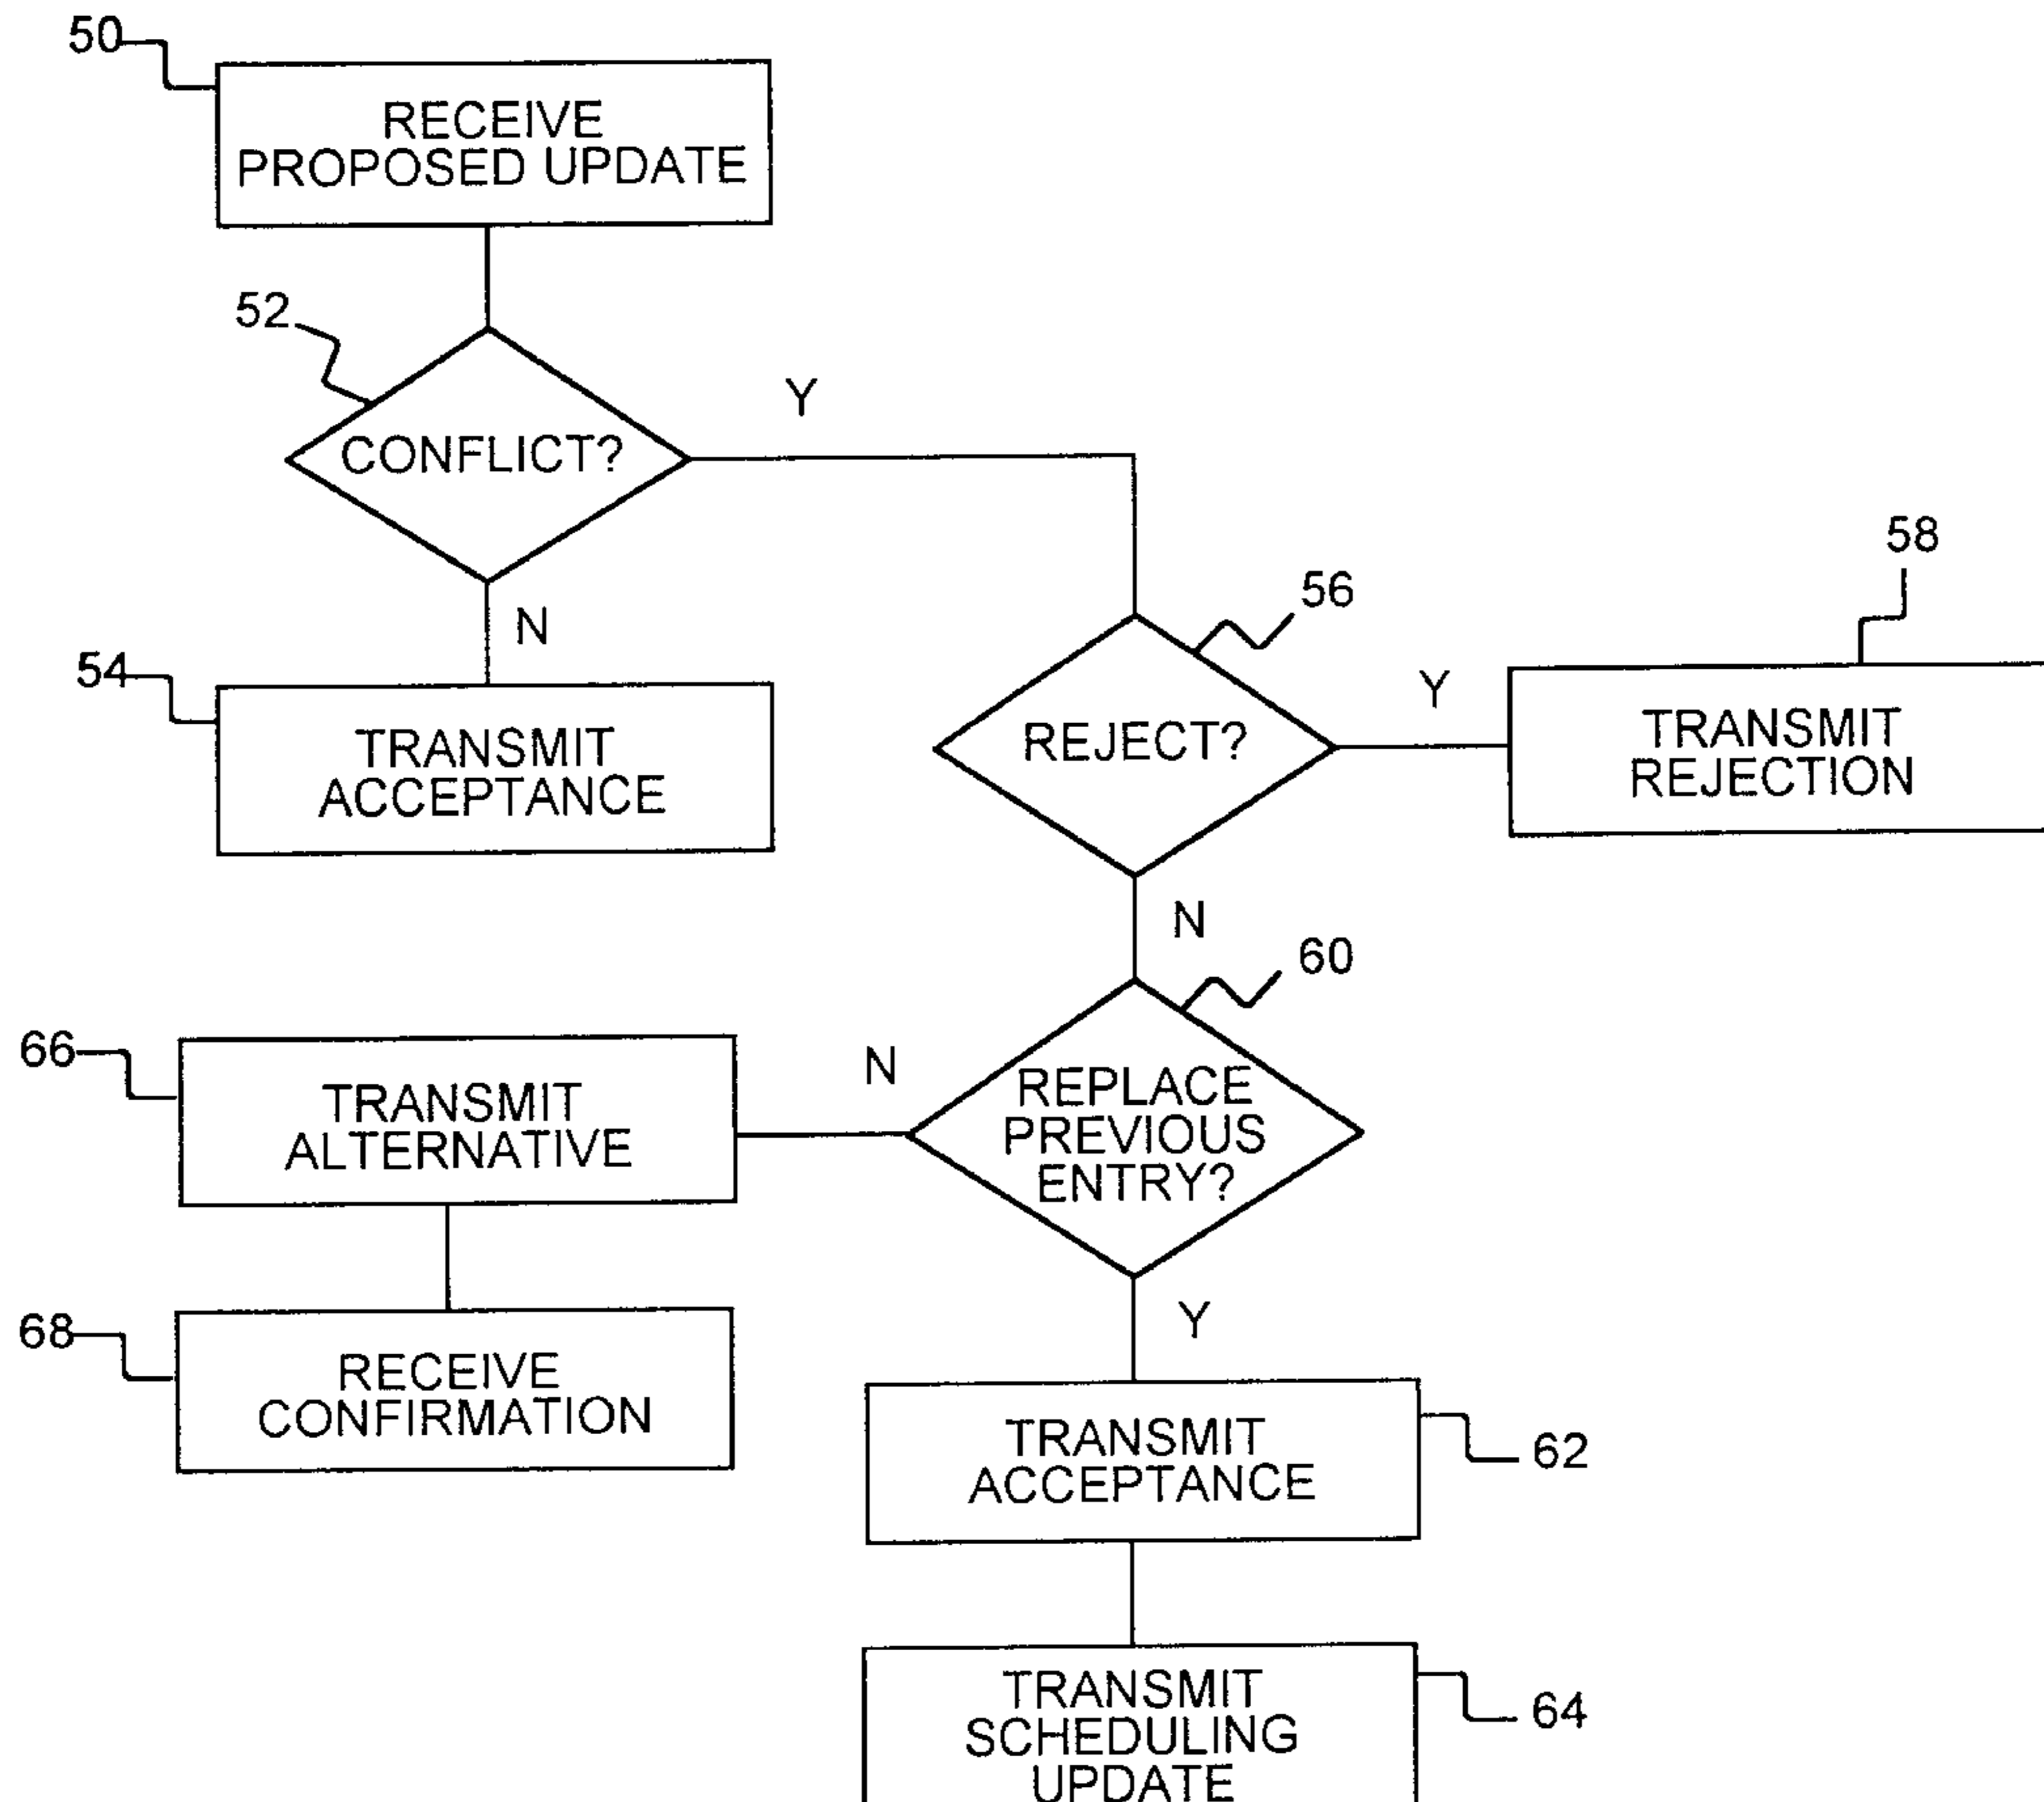 50
RECEIVE
PROPOSED UPDATE
52
CONFLICT?
Y
N
54
TRANSMIT
ACCEPTANCE
56
REJECT?
Y
58
TRANSMIT
REJECTION
N
60
REPLACE
PREVIOUS
ENTRY?
N
66
TRANSMIT
ALTERNATIVE
68
RECEIVE
CONFIRMATION
Y
TRANSMIT
ACCEPTANCE
62
TRANSMIT
SCHEDULING
UPDATE
64